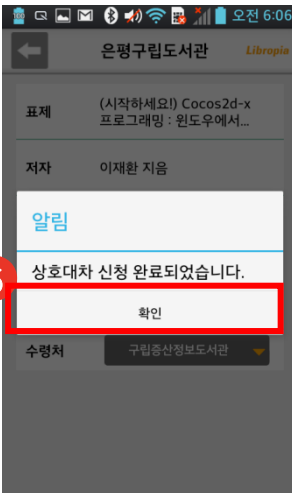 오전 6:06
은평구립도서관 Libropia
표제 (시작하세요!) Cocos2d-x
프로그래밍 : 윈도우에서...
저자 이재환 지음
알림
상호대차 신청 완료되었습니다.
확인
수령처 구립증산정보도서관